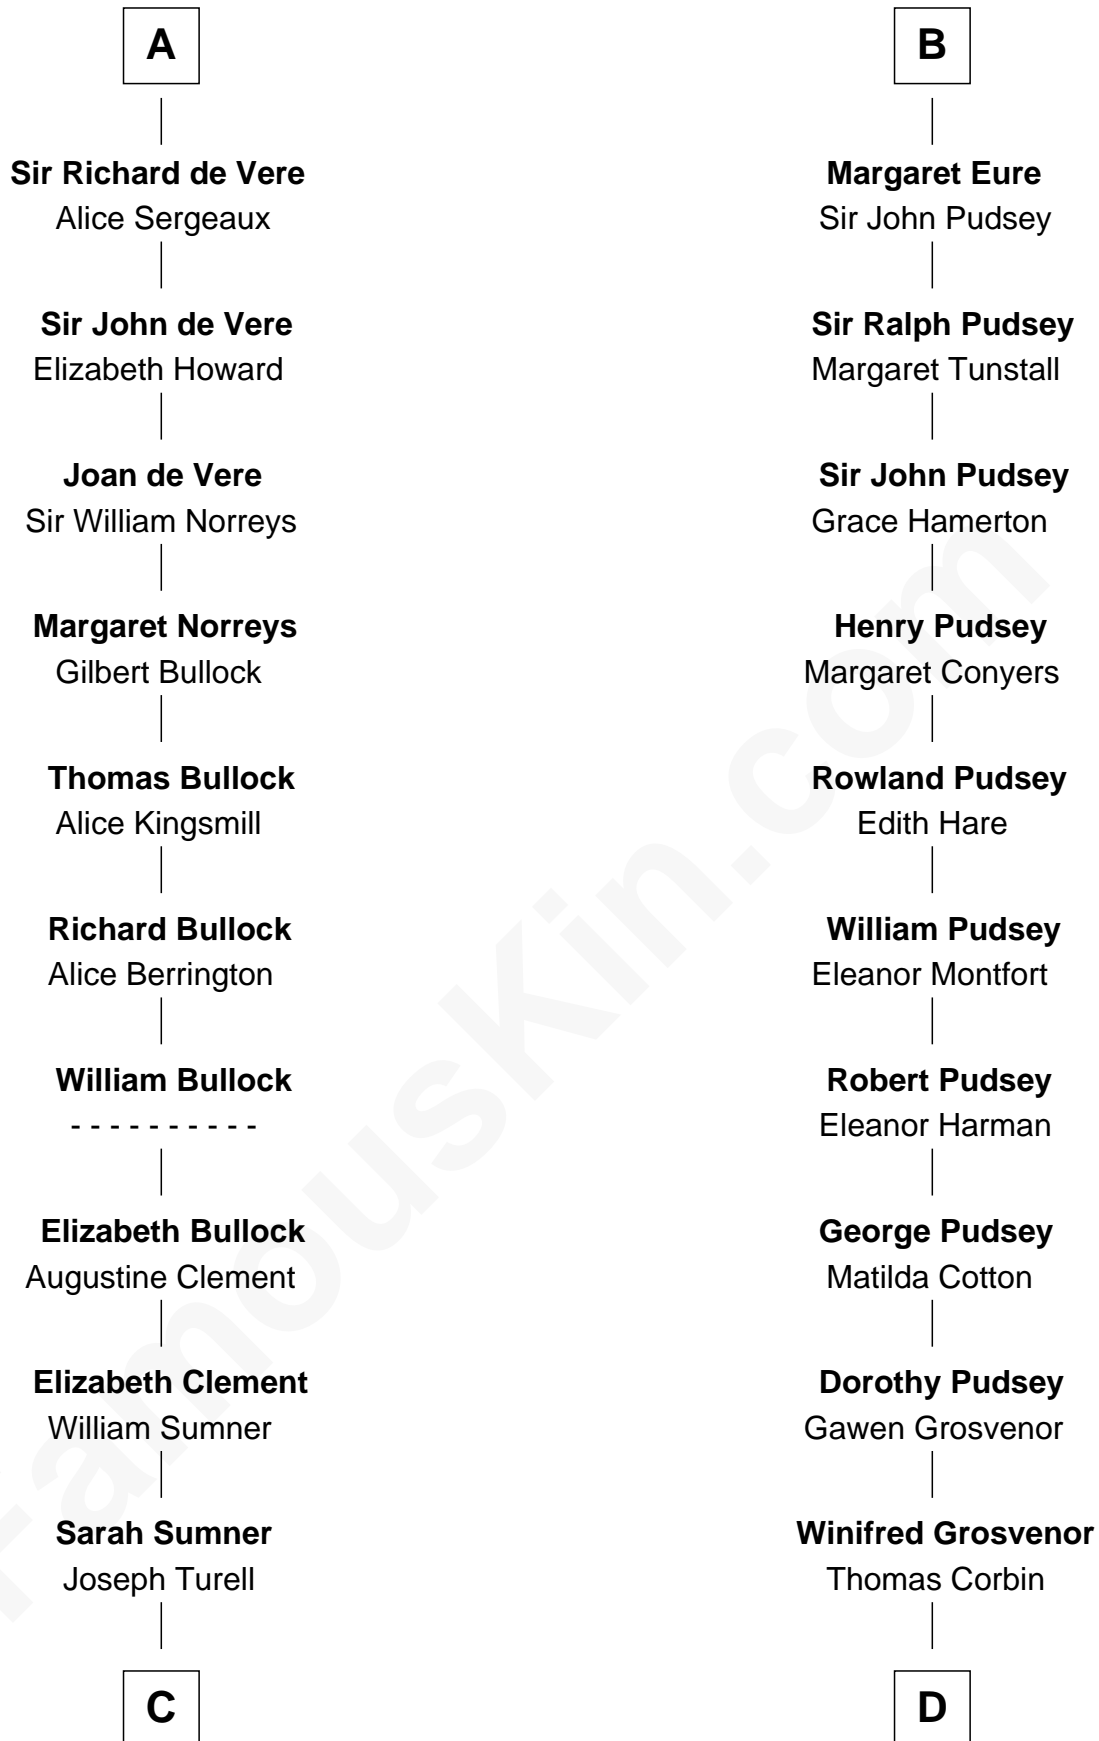 A
Sir Richard de Vere
Alice Sergeaux
Sir John de Vere
Elizabeth Howard
Joan de Vere
Sir William Norreys
Margaret Norreys
Gilbert Bullock
Thomas Bullock
Alice Kingsmill
Richard Bullock
Alice Berrington
William Bullock
- - - - - - - - - -
Elizabeth Bullock
Augustine Clement
Elizabeth Clement
William Sumner
Sarah Sumner
Joseph Turell
C
B
Margaret Eure
Sir John Pudsey
Sir Ralph Pudsey
Margaret Tunstall
Sir John Pudsey
Grace Hamerton
Henry Pudsey
Margaret Conyers
Rowland Pudsey
Edith Hare
William Pudsey
Eleanor Montfort
Robert Pudsey
Eleanor Harman
George Pudsey
Matilda Cotton
Dorothy Pudsey
Gawen Grosvenor
Winifred Grosvenor
Thomas Corbin
D
FamousKin.com